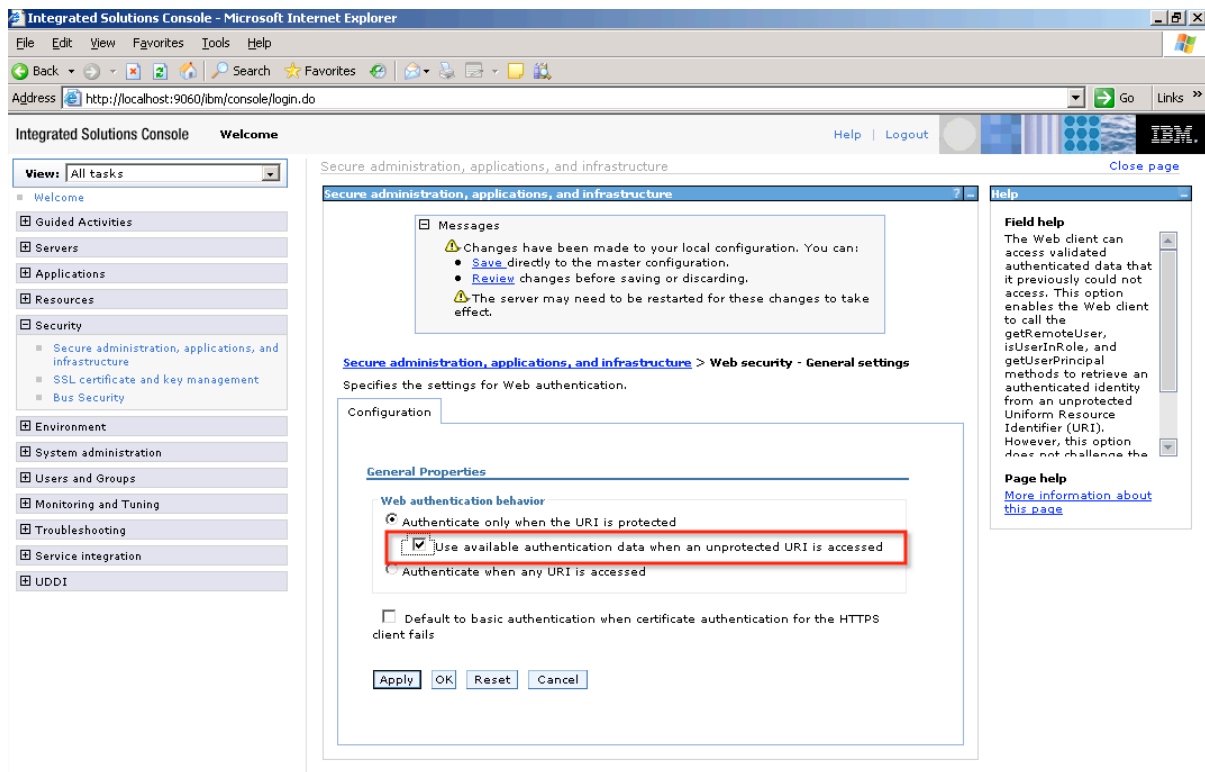 Integrated Solutions Console - Microsoft Internet Explorer
File Edit View Favorites Tools Help
Back Search Favorites
Address http://localhost:9060/ibm/console/login.do Go Links »
Integrated Solutions Console Welcome Help | Logout IBM.
View: All tasks
Welcome
Guided Activities
Servers
Applications
Resources
Security
Secure administration, applications, and
infrastructure
SSL certificate and key management
Bus Security
Environment
System administration
Users and Groups
Monitoring and Tuning
Troubleshooting
Service integration
UDDI
Secure administration, applications, and infrastructure Close page
Secure administration, applications, and infrastructure ? -
Messages
Changes have been made to your local configuration. You can:
• Save directly to the master configuration.
• Review changes before saving or discarding.
The server may need to be restarted for these changes to take
effect.
Secure administration, applications, and infrastructure > Web security - General settings
Specifies the settings for Web authentication.
Configuration
General Properties
Web authentication behavior
Authenticate only when the URI is protected
Use available authentication data when an unprotected URI is accessed
Authenticate when any URI is accessed
Default to basic authentication when certificate authentication for the HTTPS
client fails
Apply OK Reset Cancel
Help -
Field help
The Web client can
access validated
authenticated data that
it previously could not
access. This option
enables the Web client
to call the
getRemoteUser,
isUserInRole, and
getUserPrincipal
methods to retrieve an
authenticated identity
from an unprotected
Uniform Resource
Identifier (URI).
However, this option
does not challenge the
Page help
More information about
this page